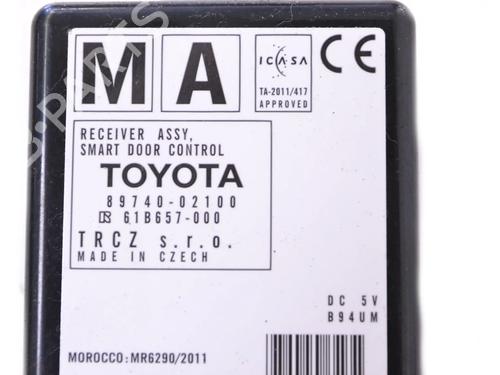 M A
ICASA
TA-2011/417
APPROVED
CE
RECEIVER ASSY,
SMART DOOR CONTROL
TOYOTA
89740-02100
61B657-000
TRCZ s.r.o.
MADE IN CZECH
DC 5V
B94UM
MOROCCO:MR6290/2011